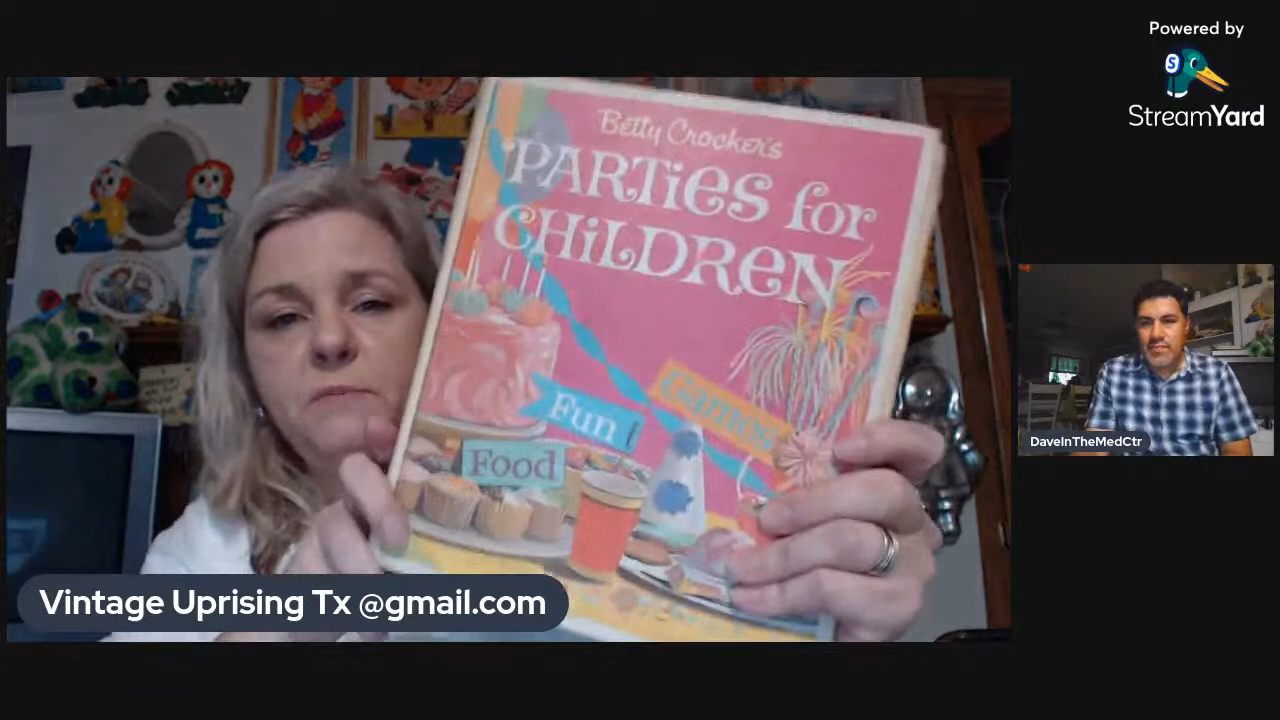 Powered by
StreamYard
Betty Crocker's
PARTiES for
CHiLDReN
Fun
Games
Food
DaveInTheMedCtr
Vintage Uprising Tx @gmail.com